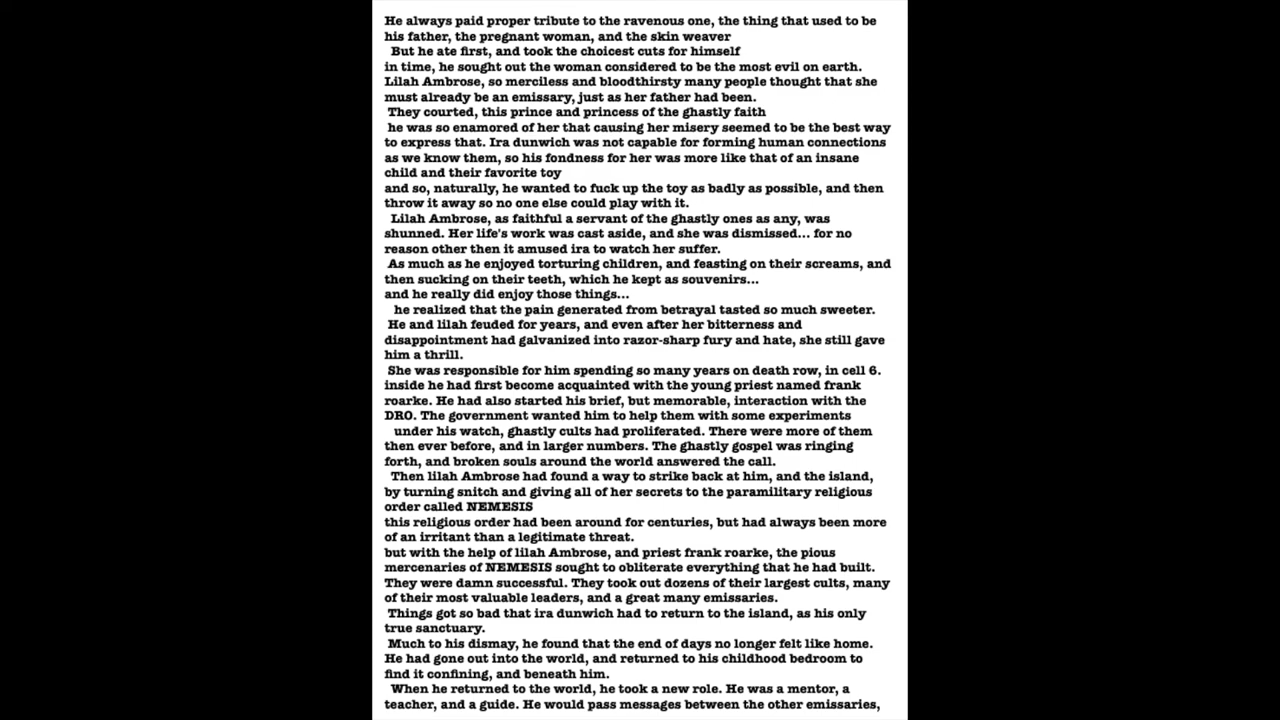 He always paid proper tribute to the ravenous one, the thing that used to be
his father, the pregnant woman, and the skin weaver
But he ate first, and took the choicest cuts for himself
in time, he sought out the woman considered to be the most evil on earth.
Lilah Ambrose, so merciless and bloodthirsty many people thought that she
must already be an emissary, just as her father had been.
They courted, this prince and princess of the ghastly faith
he was so enamored of her that causing her misery seemed to be the best way
to express that. Ira dunwich was not capable for forming human connections
as we know them, so his fondness for her was more like that of an insane
child and their favorite toy
and so, naturally, he wanted to fuck up the toy as badly as possible, and then
throw it away so no one else could play with it.
Lilah Ambrose, as faithful a servant of the ghastly ones as any, was
shunned. Her life's work was cast aside, and she was dismissed... for no
reason other then it amused ira to watch her suffer.
As much as he enjoyed torturing children, and feasting on their screams, and
then sucking on their teeth, which he kept as souvenirs...
and he really did enjoy those things...
he realized that the pain generated from betrayal tasted so much sweeter.
He and lilah feuded for years, and even after her bitterness and
disappointment had galvanized into razor-sharp fury and hate, she still gave
him a thrill.
She was responsible for him spending so many years on death row, in cell 6.
inside he had first become acquainted with the young priest named frank
roarke. He had also started his brief, but memorable, interaction with the
DRO. The government wanted him to help them with some experiments
under his watch, ghastly cults had proliferated. There were more of them
then ever before, and in larger numbers. The ghastly gospel was ringing
forth, and broken souls around the world answered the call.
Then lilah Ambrose had found a way to strike back at him, and the island,
by turning snitch and giving all of her secrets to the paramilitary religious
order called NEMESIS
this religious order had been around for centuries, but had always been more
of an irritant than a legitimate threat.
but with the help of lilah Ambrose, and priest frank roarke, the pious
mercenaries of NEMESIS sought to obliterate everything that he had built.
They were damn successful. They took out dozens of their largest cults, many
of their most valuable leaders, and a great many emissaries.
Things got so bad that ira dunwich had to return to the island, as his only
true sanctuary.
Much to his dismay, he found that the end of days no longer felt like home.
He had gone out into the world, and returned to his childhood bedroom to
find it confining, and beneath him.
When he returned to the world, he took a new role. He was a mentor, a
teacher, and a guide. He would pass messages between the other emissaries,